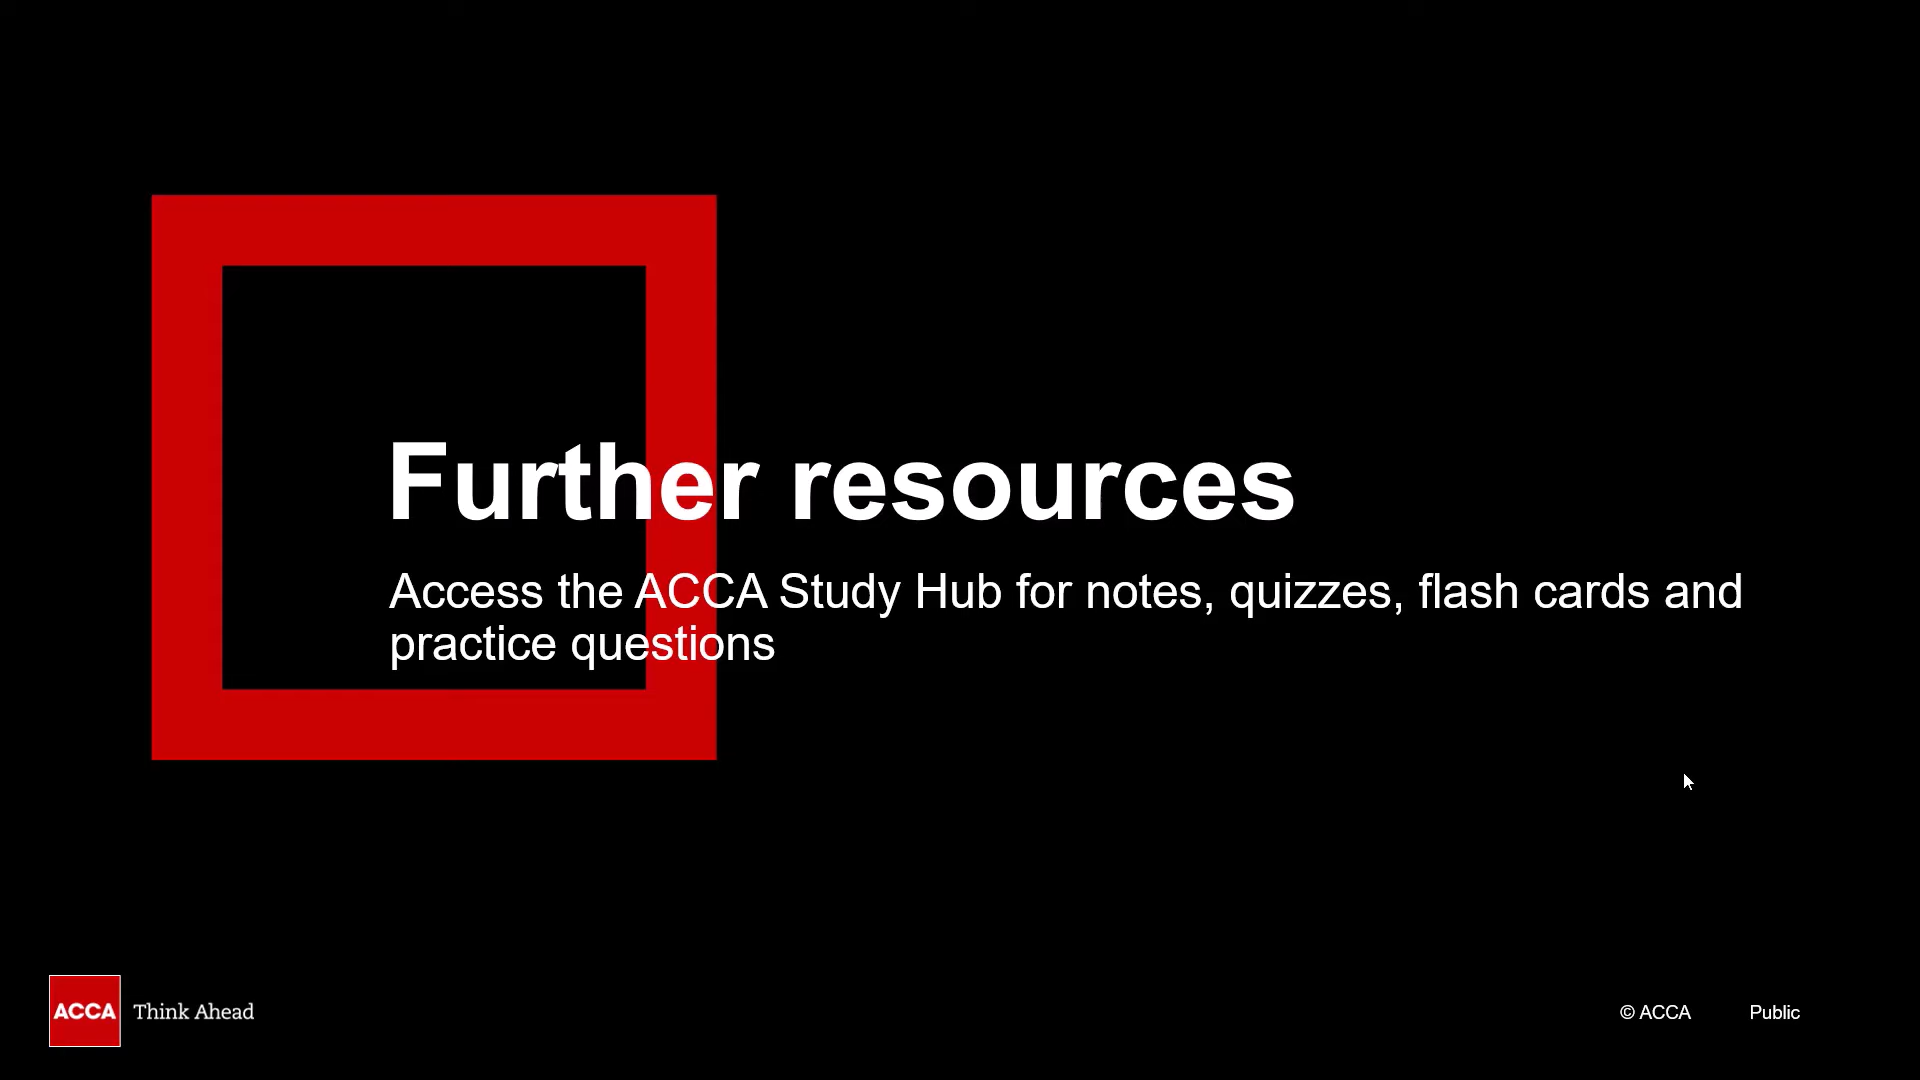 Further resources
Access the ACCA Study Hub for notes, quizzes, flash cards and
practice questions
ACCA Think Ahead
© ACCA Public